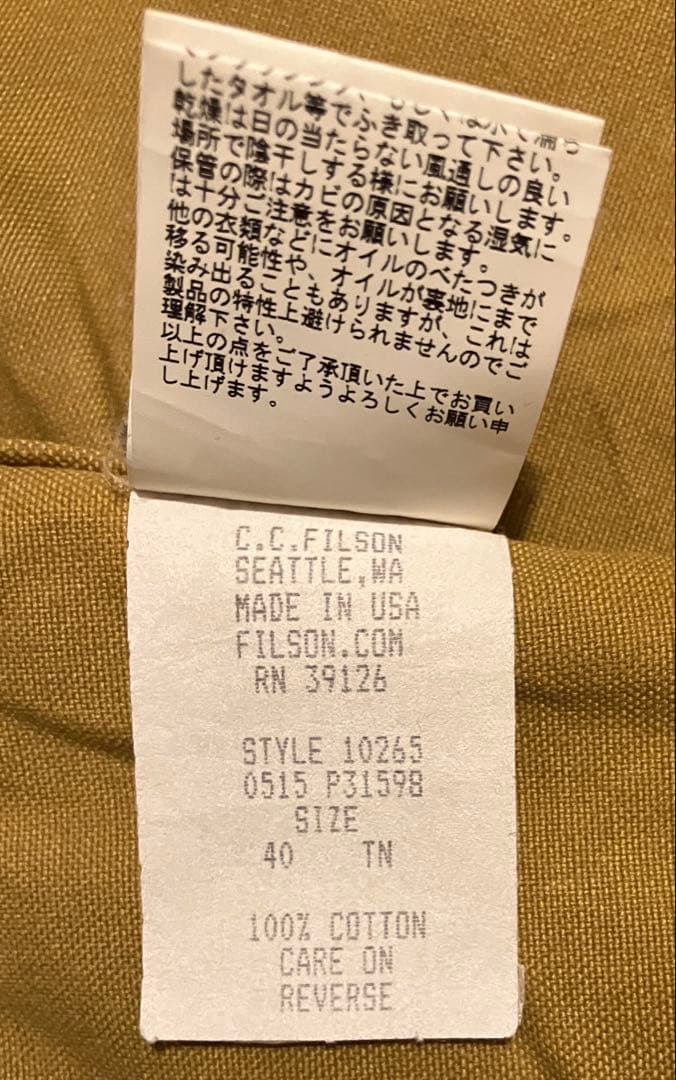 したタオル等でふき取って下さい。
乾燥は日の当たらない風通しの良い
場所で陰干しする様にお願いします。
保管の際はカビの原因となる湿気に
は十分ご注意をお願いします。
他の衣類などにオイルのべたつきが
移る可能性や、オイルが裏地にまで
染み出ることもありますが、これは
製品の特性上避けられませんのでご
理解下さい。
以上の点をご了承頂いた上でお買い
上げ頂けますようよろしくお願い申
し上げます。
C.C.FILSON
SEATTLE,WA
MADE IN USA
FILSON.COM
RN 39126
STYLE 10265
0515 P31598
SIZE
40 TN
100% COTTON
CARE ON
REVERSE